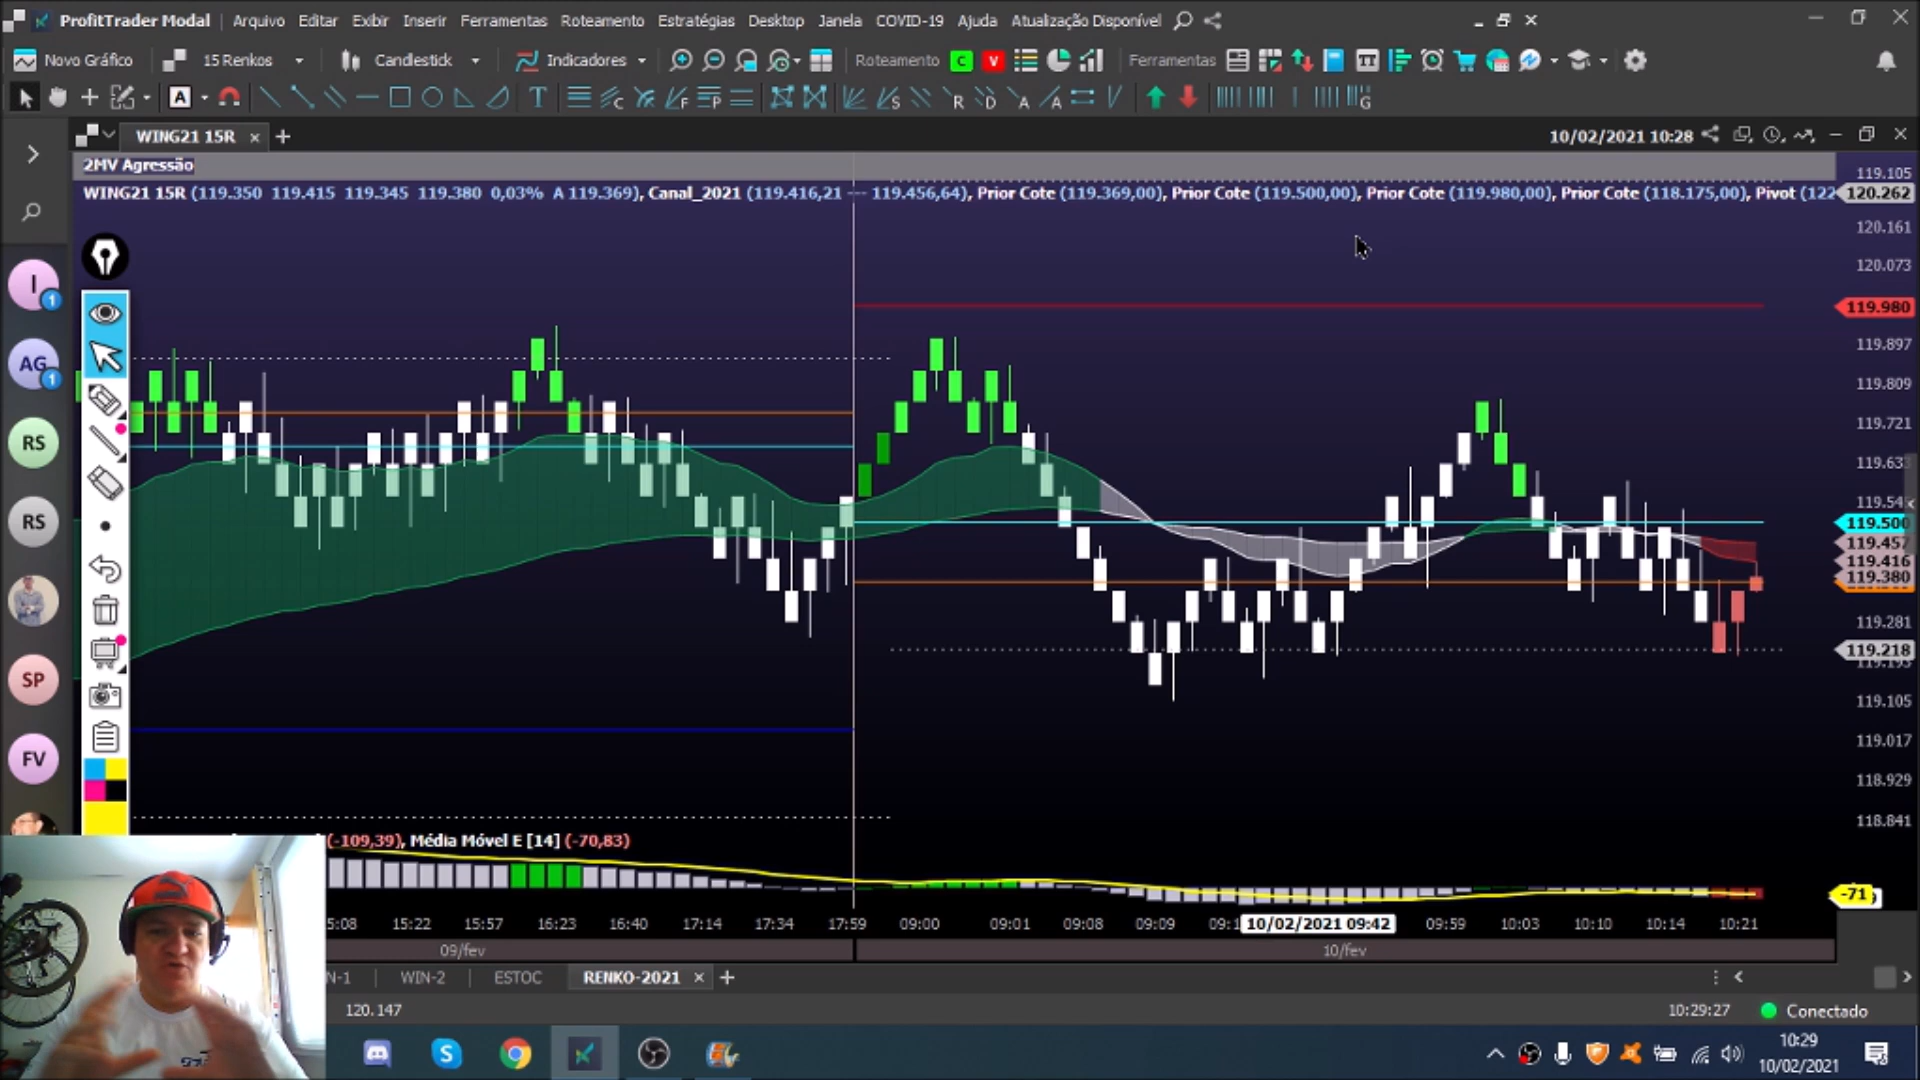 ProfitTrader Modal Arquivo Editar Exibir Inserir Ferramentas Roteamento Estratégias Desktop Janela COVID-19 Ajuda Atualização Disponível
Novo Gráfico 15 Renkos Candlestick Indicadores Roteamento C V Ferramentas
WING21 15R 10/02/2021 10:28
2MV Agressão
WING21 15R (119.350 119.415 119.345 119.380 0,03% A 119.369), Canal_2021 (119.416,21 --- 119.456,64), Prior Cote (119.369,00), Prior Cote (119.500,00), Prior Cote (119.980,00), Prior Cote (118.175,00), Pivot (122
119.105
120.262
120.161
120.073
119.980
119.897
119.809
119.721
119.500
119.457
119.416
119.380
119.281
119.218
119.105
119.017
118.929
118.841
I 1
AG 1
RS
RS
SP
FV
(-109,39), Média Móvel E [14] (-70,83)
-71
15:22 15:57 16:23 16:40 17:14 17:34 17:59 09:00 09:01 09:08 09:09 10/02/2021 09:42 09:59 10:03 10:10 10:14 10:21
09/fev 10/fev
N-1 WIN-2 ESTOC RENKO-2021
120.147 10:29:27 Conectado
10:29
10/02/2021